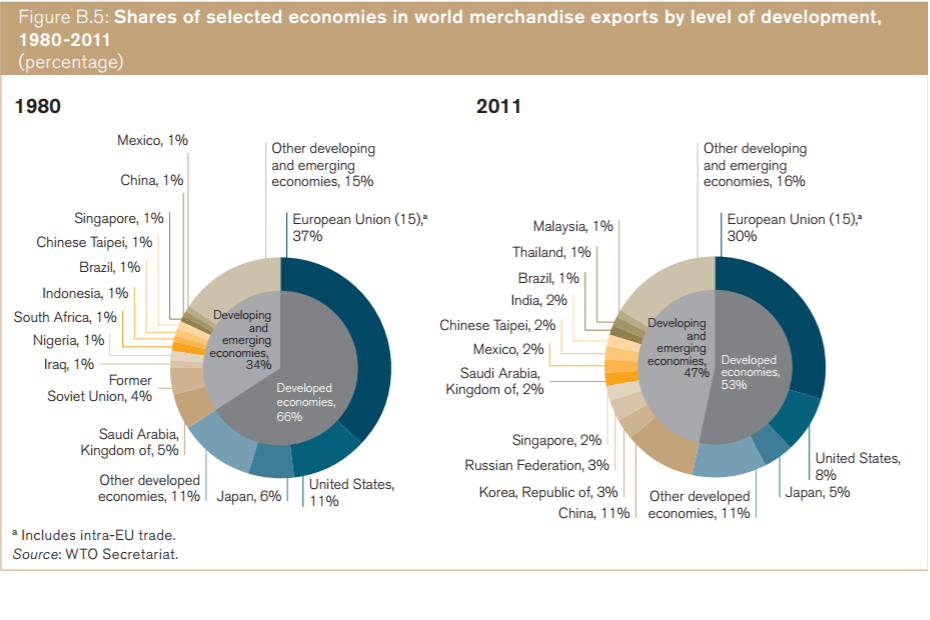 Figure B.5: Shares of selected economies in world merchandise exports by level of development,
1980-2011
(percentage)
1980
Mexico, 1%
China, 1%
Singapore, 1%
Chinese Taipei, 1%
Brazil, 1%
Indonesia, 1%
South Africa, 1%
Nigeria, 1%
Iraq, 1%
Former
Soviet Union, 4%
Saudi Arabia,
Kingdom of, 5%
Other developed
economies, 11%
Japan, 6%
United States,
11%
Other developing
and emerging
economies, 15%
European Union (15),ª
37%
Developing
and
emerging
economies,
34%
Developed
economies,
66%
2011
Other developing
and emerging
economies, 16%
European Union (15),ª
30%
Malaysia, 1%
Thailand, 1%
Brazil, 1%
India, 2%
Chinese Taipei, 2%
Mexico, 2%
Saudi Arabia,
Kingdom of, 2%
Singapore, 2%
Russian Federation, 3%
Korea, Republic of, 3%
China, 11%
Other developed
economies, 11%
Japan, 5%
United States,
8%
Developing
and
emerging
economies,
47%
Developed
economies,
53%
ª Includes intra-EU trade.
Source: WTO Secretariat.